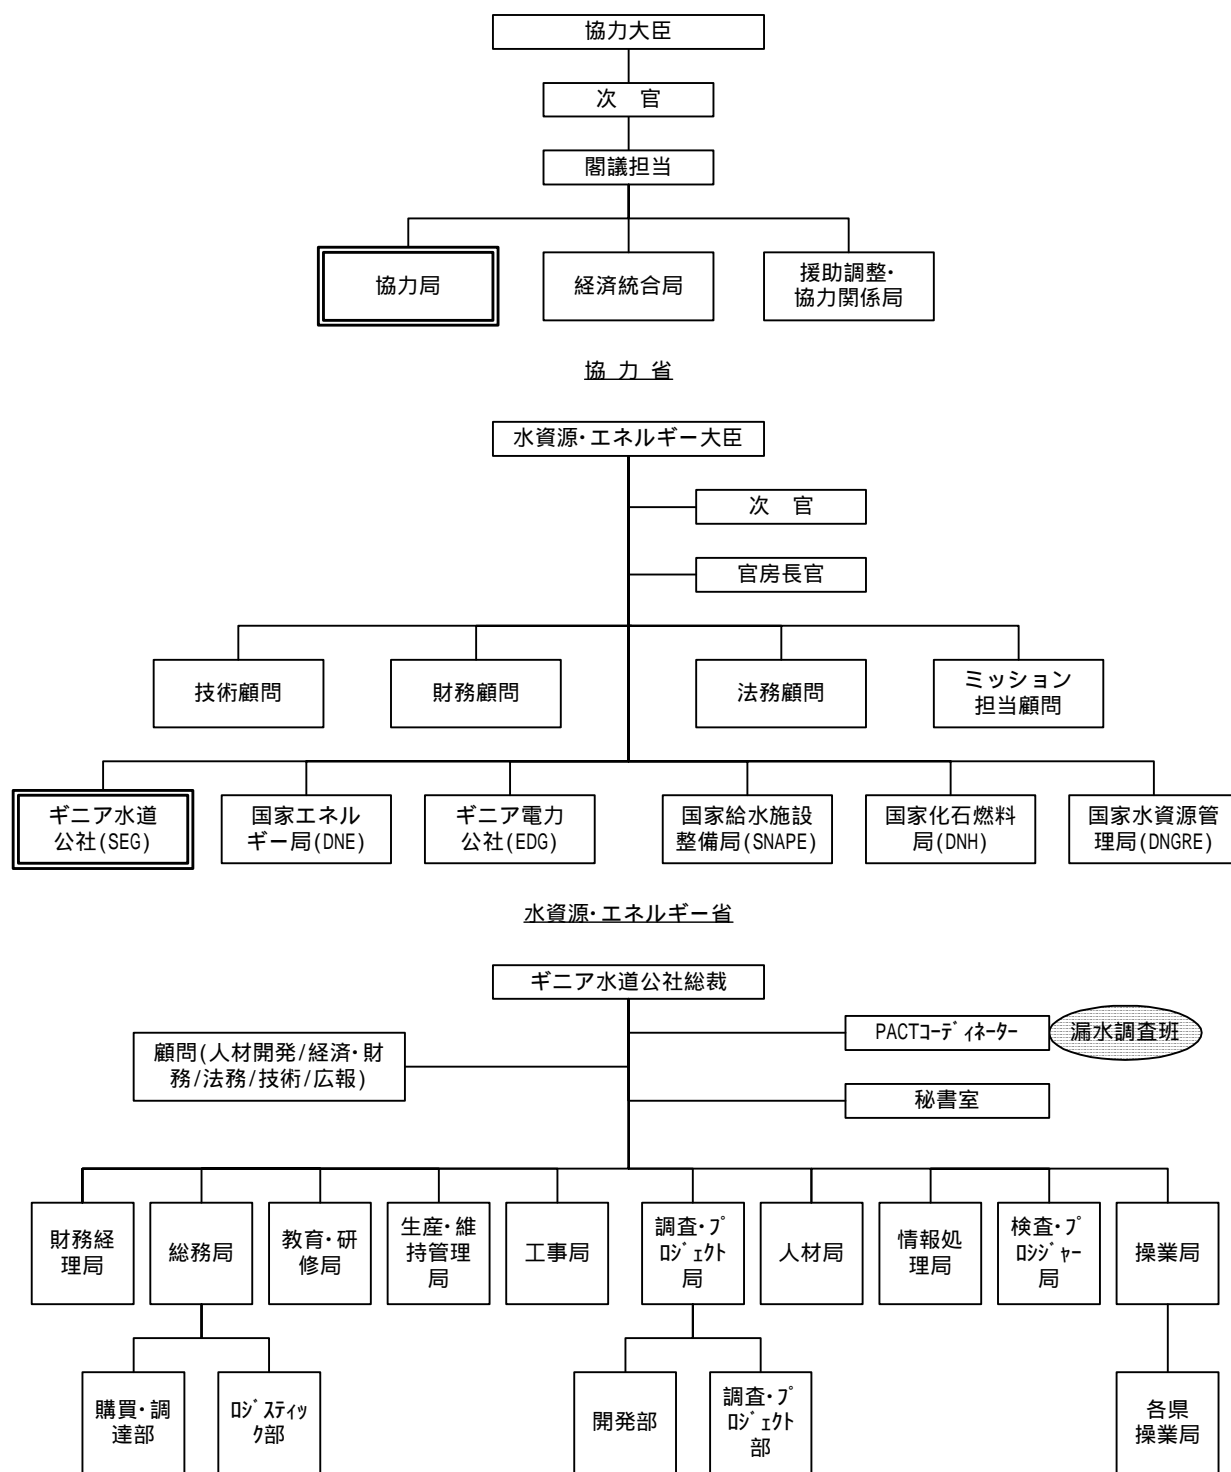 協力大臣
次　官
閣議担当
協力局
経済統合局
援助調整・
協力関係局
協 力 省
水資源・エネルギー大臣
次　官
官房長官
技術顧問
財務顧問
法務顧問
ミッション
担当顧問
ギニア水道
公社(SEG)
国家エネル
ギー局(DNE)
ギニア電力
公社(EDG)
国家給水施設
整備局(SNAPE)
国家化石燃料
局(DNH)
国家水資源管
理局(DNGRE)
水資源・エネルギー省
ギニア水道公社総裁
PACTｺｰﾃﾞｨﾈｰﾀｰ
漏水調査班
顧問(人材開発/経済・財
務/法務/技術/広報)
秘書室
財務経
理局
総務局
教育・研
修局
生産・維
持管理
局
工事局
調査・ﾌﾟ
ﾛｼﾞｪｸﾄ
局
人材局
情報処
理局
検査・ﾌﾟ
ﾛｼｼﾞｬｰ
局
操業局
購買・調
達部
ﾛｼﾞｽﾃｨｯ
ｸ部
開発部
調査・ﾌﾟ
ﾛｼﾞｪｸﾄ
部
各県
操業局